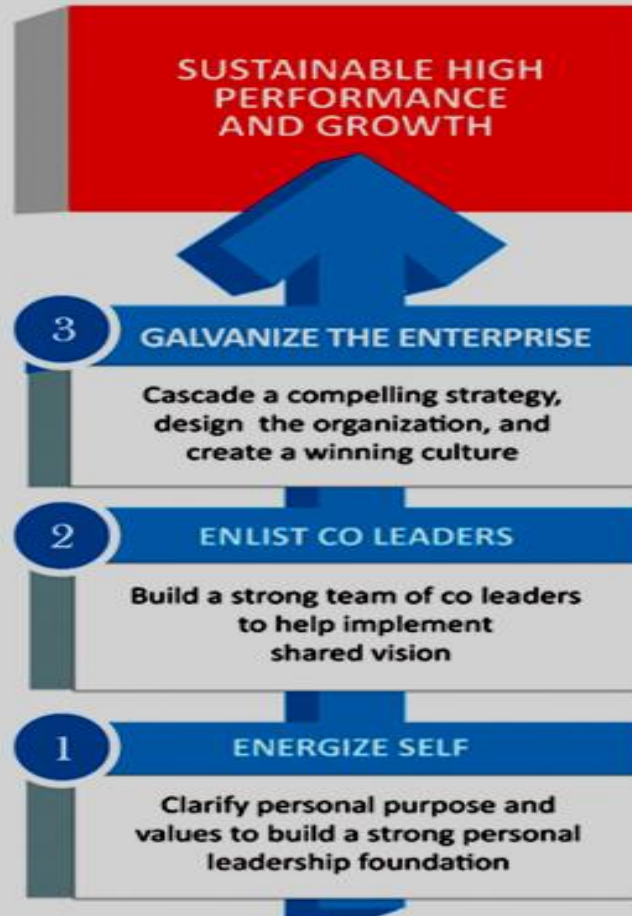 SUSTAINABLE HIGH
PERFORMANCE
AND GROWTH
3
GALVANIZE THE ENTERPRISE
Cascade a compelling strategy,
design the organization, and
create a winning culture
2
ENLIST CO LEADERS
Build a strong team of co leaders
to help implement
shared vision
1
ENERGIZE SELF
Clarify personal purpose and
values to build a strong personal
leadership foundation